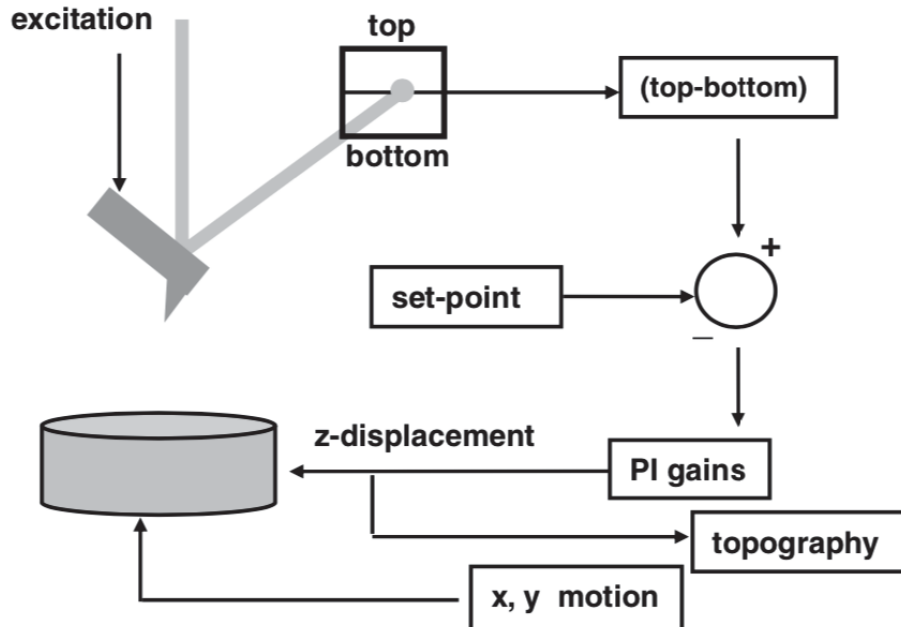 excitation
top
(top-bottom)
bottom
+
set-point
–
z-displacement
PI gains
topography
x, y motion